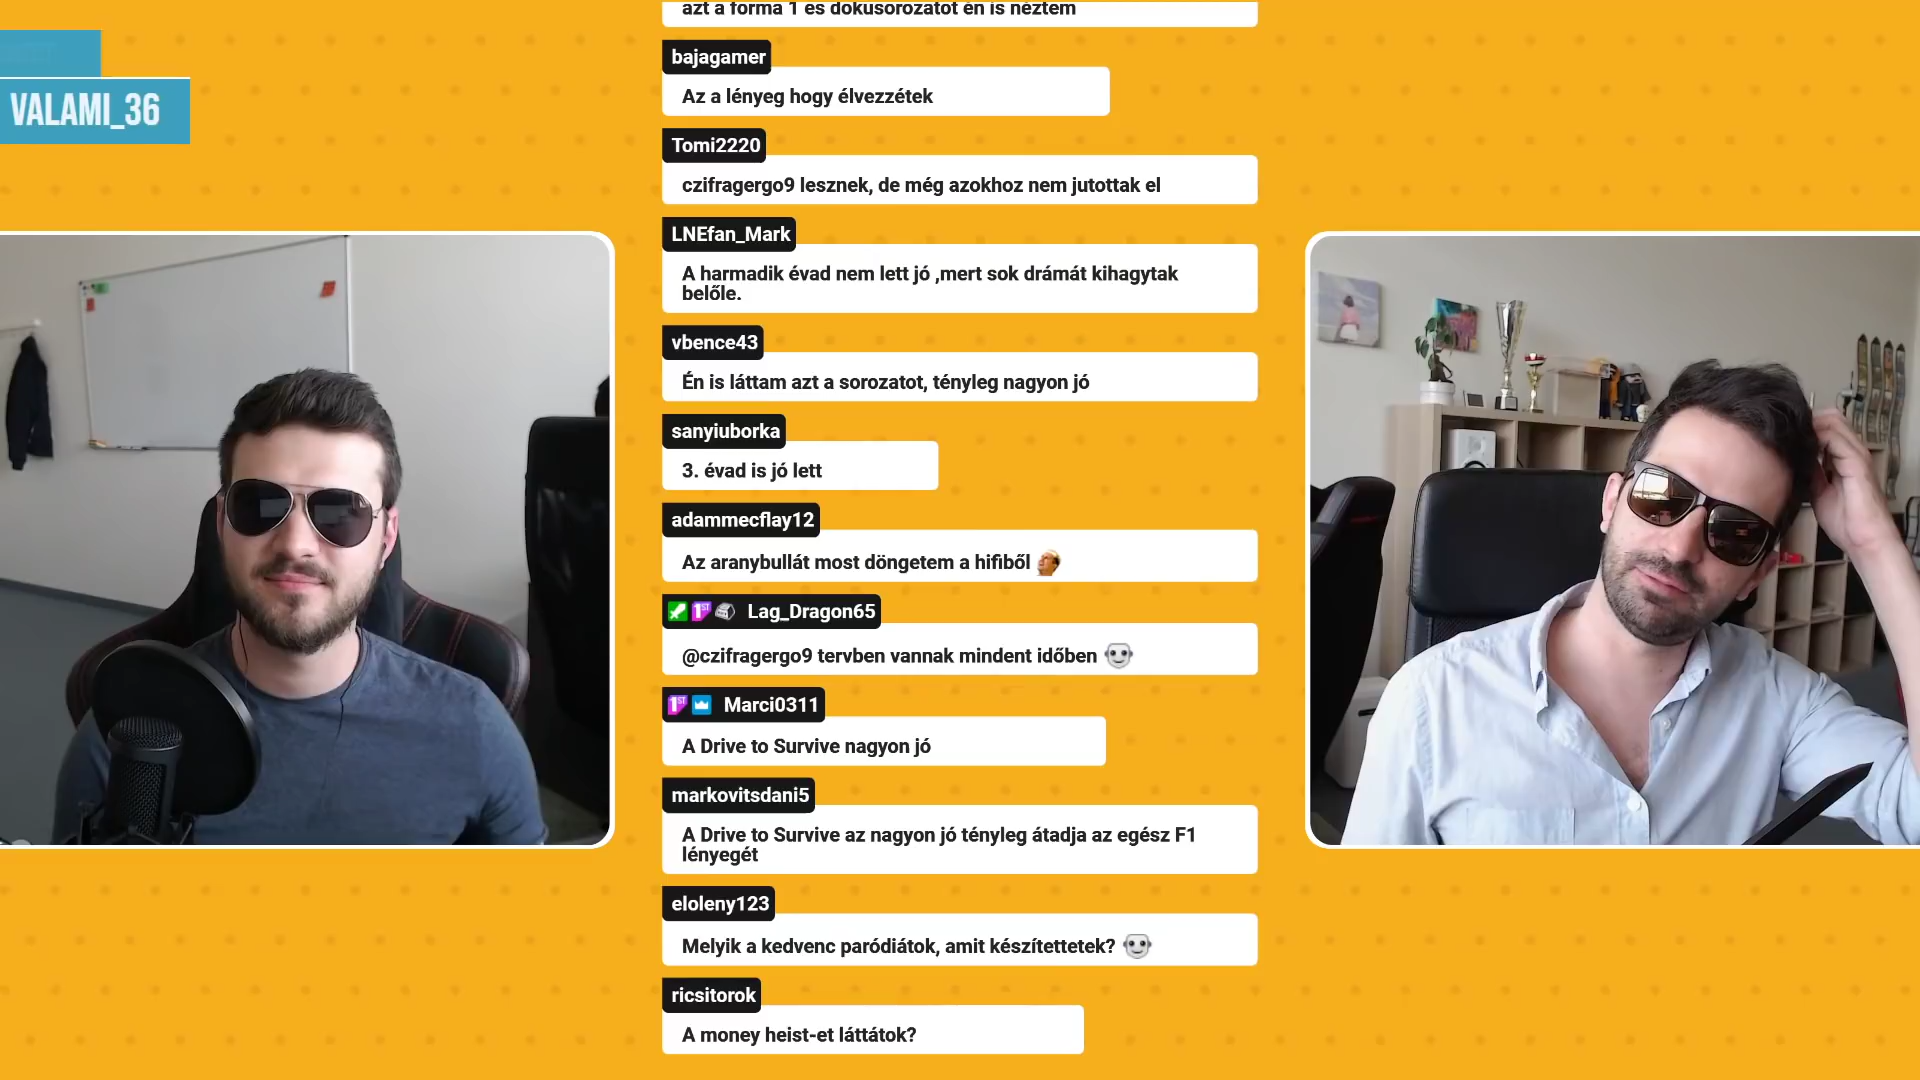 VALAMI_36
azt a forma 1 es dokusorozatot én is néztem
bajagamer
Az a lényeg hogy élvezzétek
Tomi2220
czifragergo9 lesznek, de még azokhoz nem jutottak el
LNEfan_Mark
A harmadik évad nem lett jó ,mert sok drámát kihagytak
belőle.
vbence43
Én is láttam azt a sorozatot, tényleg nagyon jó
sanyiuborka
3. évad is jó lett
adammecflay12
Az aranybullát most döngetem a hifiből
1ST Lag_Dragon65
@czifragergo9 tervben vannak mindent időben
1ST Marci0311
A Drive to Survive nagyon jó
markovitsdani5
A Drive to Survive az nagyon jó tényleg átadja az egész F1
lényegét
eloleny123
Melyik a kedvenc paródiátok, amit készítettetek?
ricsitorok
A money heist-et láttátok?